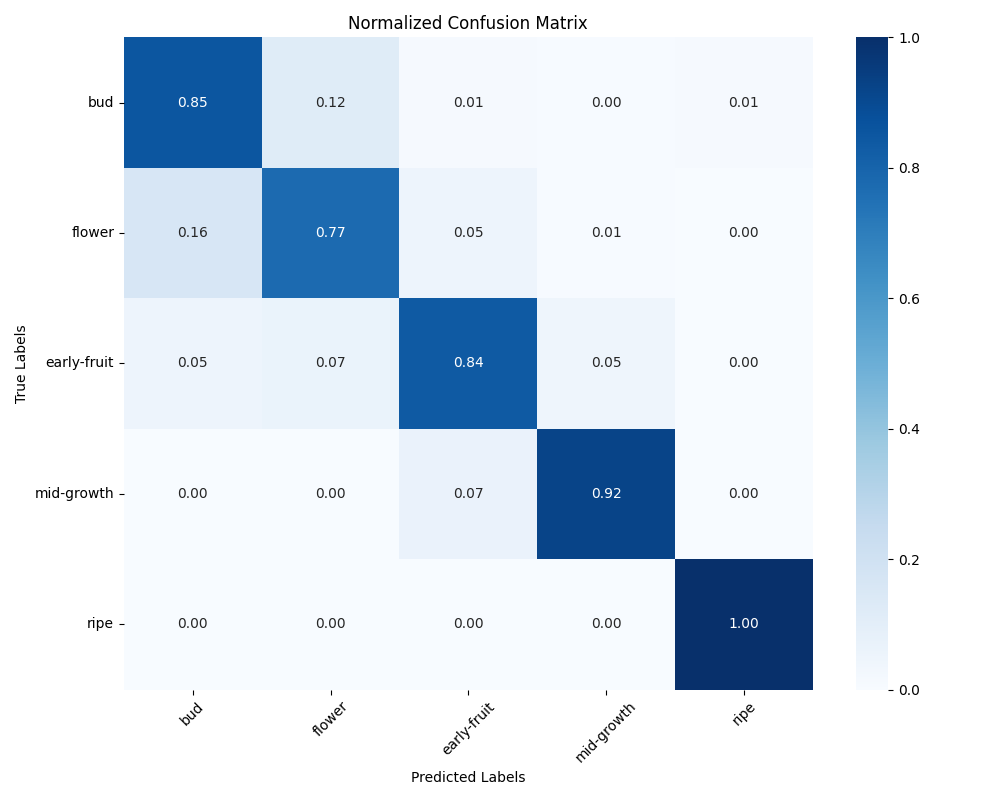 Normalized Confusion Matrix
True Labels
bud 0.85 0.12 0.01 0.00 0.01
flower 0.16 0.77 0.05 0.01 0.00
early-fruit 0.05 0.07 0.84 0.05 0.00
mid-growth 0.00 0.00 0.07 0.92 0.00
ripe 0.00 0.00 0.00 0.00 1.00
bud flower early-fruit mid-growth ripe
Predicted Labels
1.0
0.8
0.6
0.4
0.2
0.0